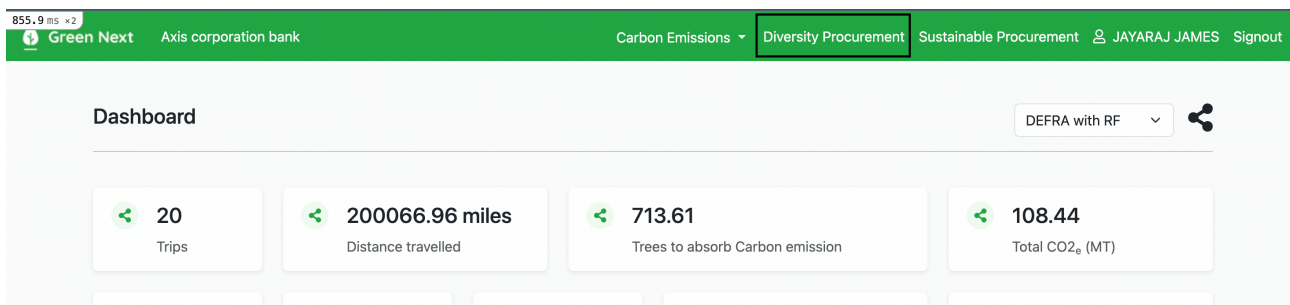 855.9 ms ×2
Green Next Axis corporation bank Carbon Emissions Diversity Procurement Sustainable Procurement JAYARAJ JAMES Signout
Dashboard DEFRA with RF
20 200066.96 miles 713.61 108.44
Trips Distance travelled Trees to absorb Carbon emission Total CO2ₑ (MT)